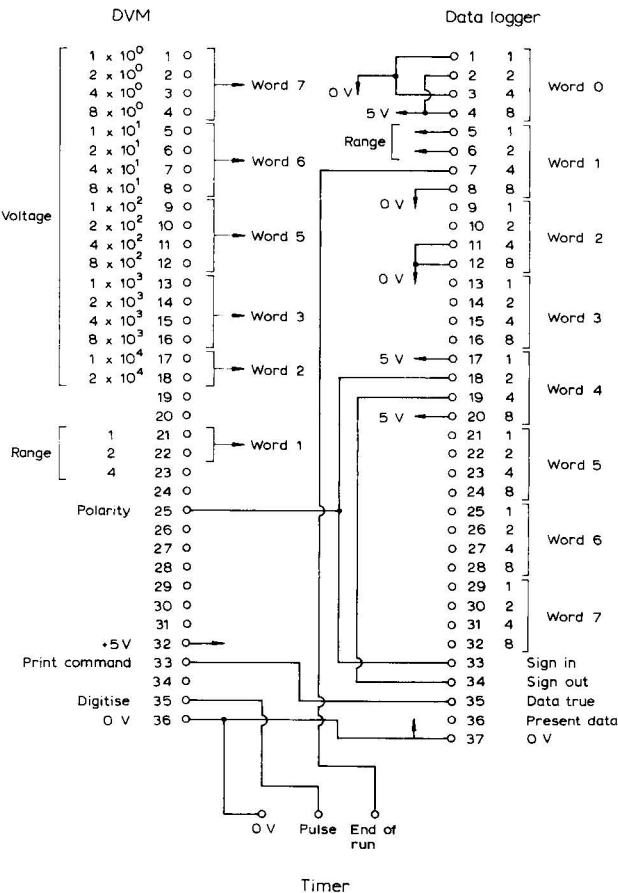 DVM
Voltage
1 x 10⁰ 1
2 x 10⁰ 2
4 x 10⁰ 3
8 x 10⁰ 4
Word 7
1 x 10¹ 5
2 x 10¹ 6
4 x 10¹ 7
8 x 10¹ 8
Word 6
1 x 10² 9
2 x 10² 10
4 x 10² 11
8 x 10² 12
Word 5
1 x 10³ 13
2 x 10³ 14
4 x 10³ 15
8 x 10³ 16
Word 3
1 x 10⁴ 17
2 x 10⁴ 18
Word 2
19
20
Range
1 21
2 22
4 23
Word 1
24
Polarity 25
26
27
28
29
30
31
+5V 32
Print command 33
34
Digitise 35
0 V 36
Data logger
1 1
2 2
0 V 3 4
5 V 4 8
Word 0
Range
5 1
6 2
7 4
8 8
Word 1
0 V
9 1
10 2
11 4
12 8
Word 2
0 V
13 1
14 2
15 4
16 8
Word 3
5 V 17 1
18 2
19 4
5 V 20 8
Word 4
21 1
22 2
23 4
24 8
Word 5
25 1
26 2
27 4
28 8
Word 6
29 1
30 2
31 4
32 8
Word 7
33 Sign in
34 Sign out
35 Data true
36 Present data
37 0 V
0 V Pulse End of
run
Timer